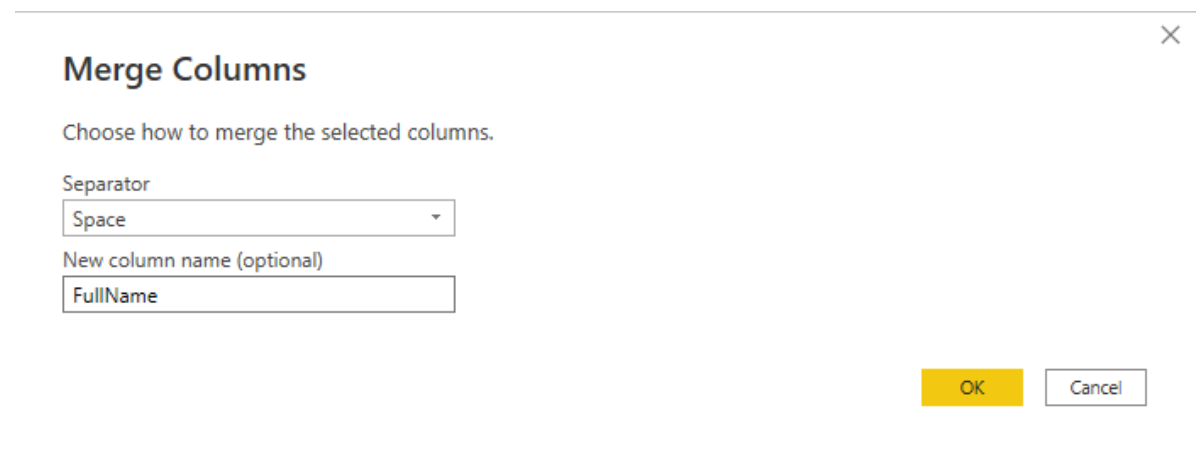 Merge Columns
Choose how to merge the selected columns.
Separator
Space
New column name (optional)
FullName
OK
Cancel